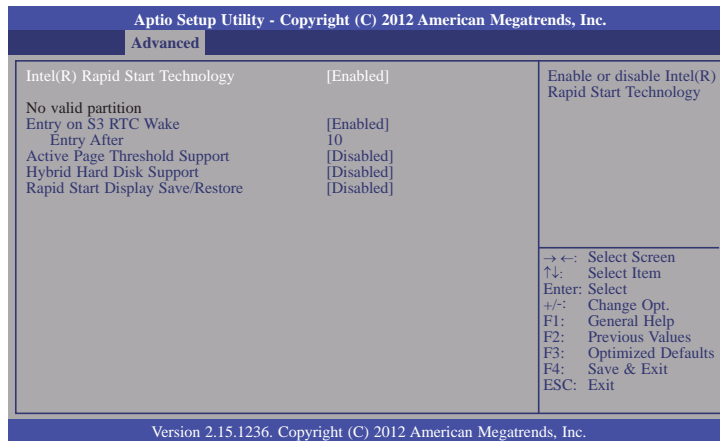 Aptio Setup Utility - Copyright (C) 2012 American Megatrends, Inc.
Advanced
Intel(R) Rapid Start Technology [Enabled]
No valid partition
Entry on S3 RTC Wake [Enabled]
Entry After 10
Active Page Threshold Support [Disabled]
Hybrid Hard Disk Support [Disabled]
Rapid Start Display Save/Restore [Disabled]
Enable or disable Intel(R)
Rapid Start Technology
→ ←: Select Screen
↑↓: Select Item
Enter: Select
+/-: Change Opt.
F1: General Help
F2: Previous Values
F3: Optimized Defaults
F4: Save & Exit
ESC: Exit
Version 2.15.1236. Copyright (C) 2012 American Megatrends, Inc.